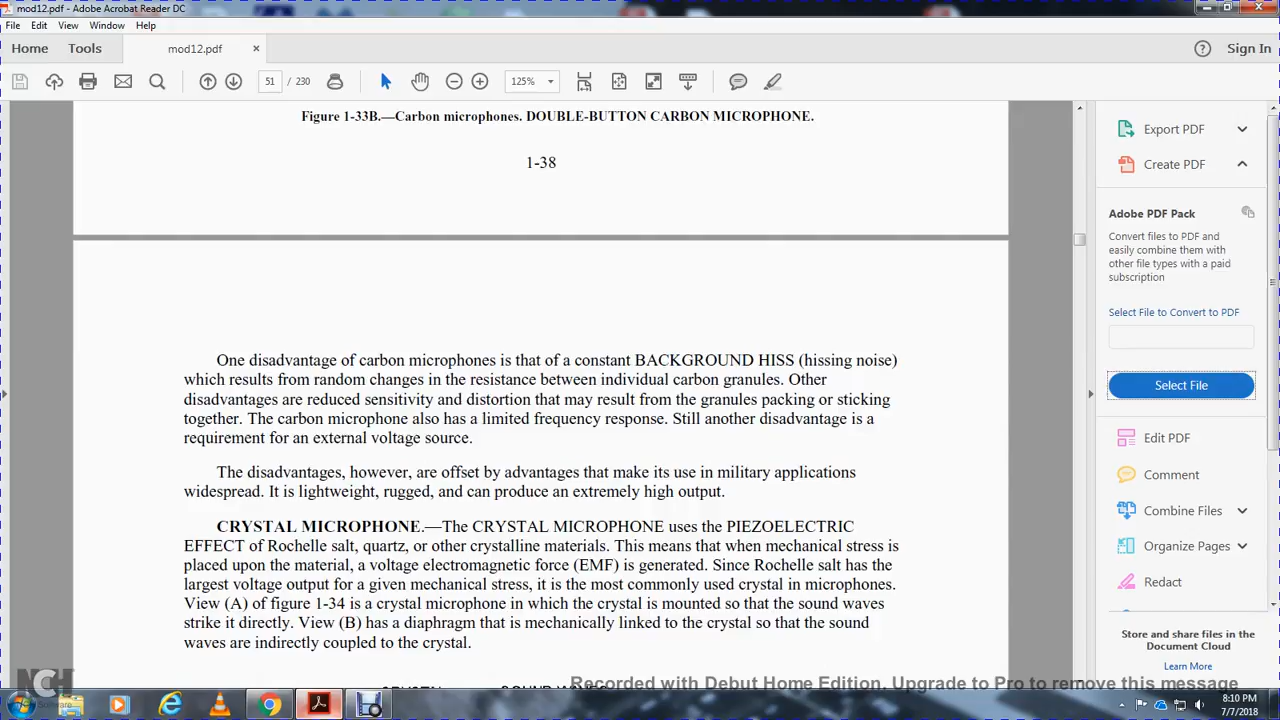 mod12.pdf - Adobe Acrobat Reader DC
File Edit View Window Help
Home Tools mod12.pdf × Sign In
51 / 230 125%
Figure 1-33B.—Carbon microphones. DOUBLE-BUTTON CARBON MICROPHONE.
1-38
One disadvantage of carbon microphones is that of a constant BACKGROUND HISS (hissing noise)
which results from random changes in the resistance between individual carbon granules. Other
disadvantages are reduced sensitivity and distortion that may result from the granules packing or sticking
together. The carbon microphone also has a limited frequency response. Still another disadvantage is a
requirement for an external voltage source.
The disadvantages, however, are offset by advantages that make its use in military applications
widespread. It is lightweight, rugged, and can produce an extremely high output.
CRYSTAL MICROPHONE.—The CRYSTAL MICROPHONE uses the PIEZOELECTRIC
EFFECT of Rochelle salt, quartz, or other crystalline materials. This means that when mechanical stress is
placed upon the material, a voltage electromagnetic force (EMF) is generated. Since Rochelle salt has the
largest voltage output for a given mechanical stress, it is the most commonly used crystal in microphones.
View (A) of figure 1-34 is a crystal microphone in which the crystal is mounted so that the sound waves
strike it directly. View (B) has a diaphragm that is mechanically linked to the crystal so that the sound
waves are indirectly coupled to the crystal.
Export PDF
Create PDF
Adobe PDF Pack
Convert files to PDF and
easily combine them with
other file types with a paid
subscription
Select File to Convert to PDF
Select File
Edit PDF
Comment
Combine Files
Organize Pages
Redact
Store and share files in the
Document Cloud
Learn More
NCH
Software
Recorded with Debut Home Edition. Upgrade to Pro to remove this message
8:10 PM
7/7/2018